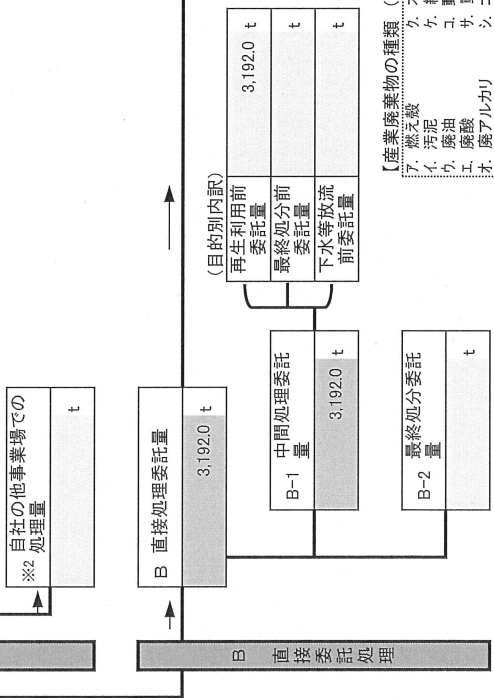 ※2 自社の他事業場での
処理量
t
B 直接委託処理
B 直接処理委託量
3,192.0 t
B-1 中間処理委託
量
3,192.0 t
B-2 最終処分委託
量
t
(目的別内訳)
再生利用前
委託量
3,192.0 t
最終処分前
委託量
t
下水等放流
前委託量
t
【産業廃棄物の種類（
ア. 燃え殻
イ. 汚泥
ウ. 廃油
エ. 廃酸
オ. 廃アルカリ
ク.
ケ.
コ.
サ.
シ.